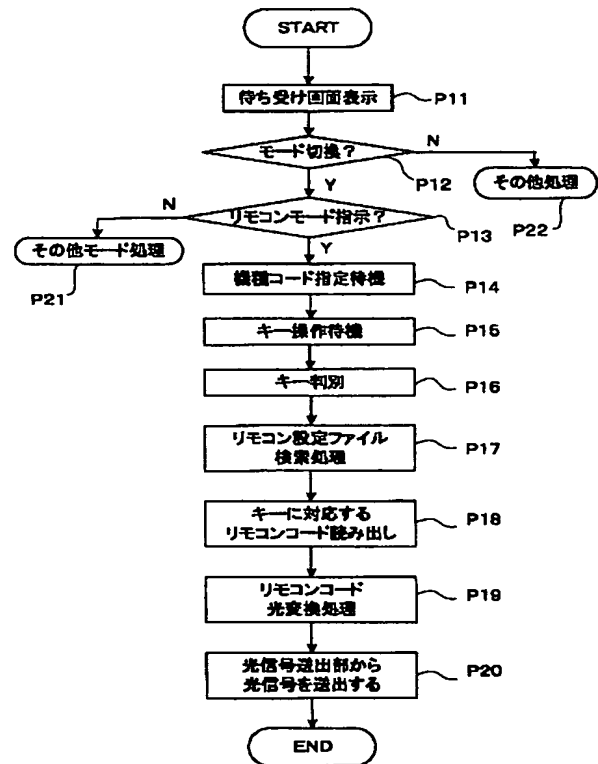 START
待ち受け画面表示
P11
モード切換？
N
P12
Y
その他処理
P22
N
リモコンモード指示？
P13
Y
その他モード処理
P21
機種コード指定待機
P14
キー操作待機
P15
キー判別
P16
リモコン設定ファイル
検索処理
P17
キーに対応する
リモコンコード読み出し
P18
リモコンコード
光変換処理
P19
光信号送出部から
光信号を送出する
P20
END